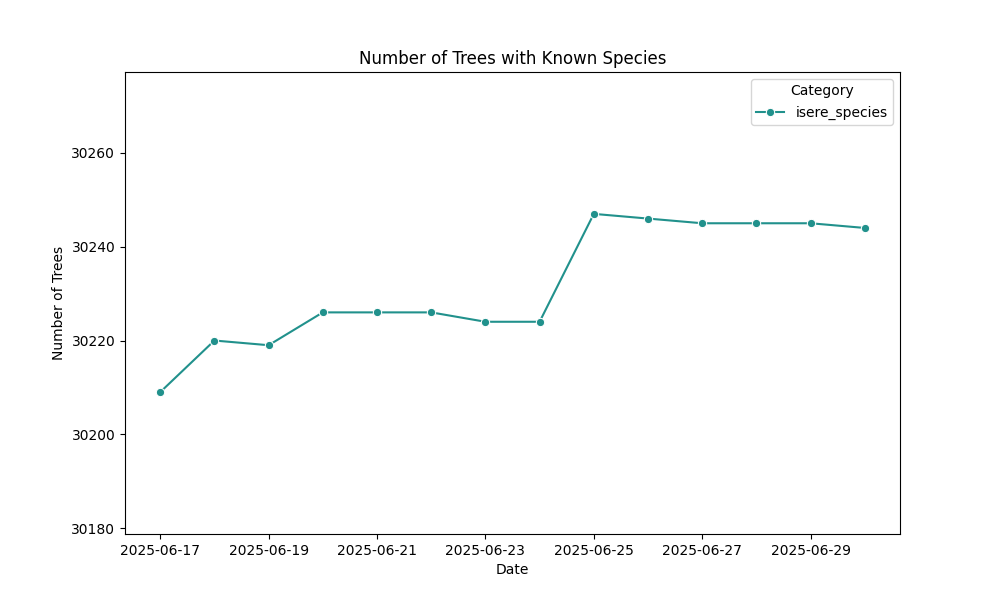 Number of Trees with Known Species
Category
isere_species
30260
30240
30220
30200
30180
Number of Trees
2025-06-17 2025-06-19 2025-06-21 2025-06-23 2025-06-25 2025-06-27 2025-06-29
Date